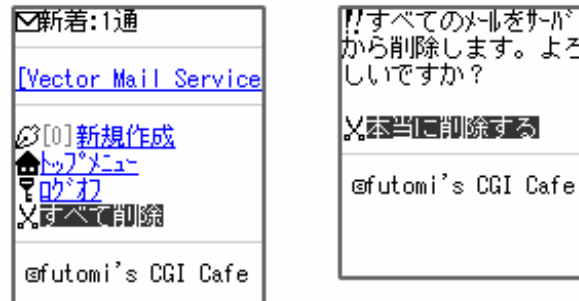 新着:1通
[Vector Mail Service
[0]新規作成
ﾄｯﾌﾟﾒﾆｭｰ
ﾛｸﾞｵﾌ
すべて削除
©futomi's CGI Cafe
!!すべてのﾒｰﾙをｻｰﾊﾞ
から削除します。よろ
しいですか？
本当に削除する
©futomi's CGI Cafe